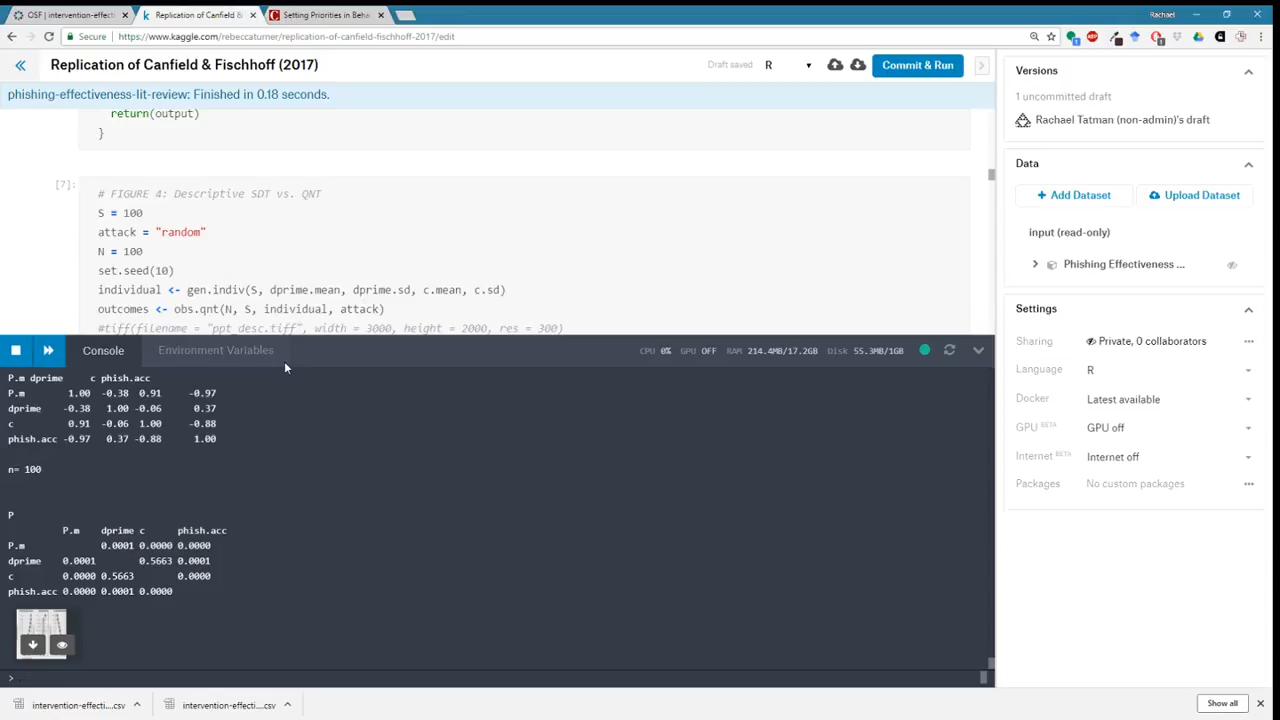 OSF | intervention-effecti
Replication of Canfield &
Setting Priorities in Beha
Rachael
Secure
https://www.kaggle.com/rebeccaturner/replication-of-canfield-fischhoff-2017/edit
Replication of Canfield & Fischhoff (2017)
Draft saved
R
Commit & Run
phishing-effectiveness-lit-review: Finished in 0.18 seconds.
return(output)
}
[7]:
# FIGURE 4: Descriptive SDT vs. QNT
S = 100
attack = "random"
N = 100
set.seed(10)
individual <- gen.indiv(S, dprime.mean, dprime.sd, c.mean, c.sd)
outcomes <- obs.qnt(N, S, individual, attack)
#tiff(filename = "ppt_desc.tiff", width = 3000, height = 2000, res = 300)
Console
Environment Variables
CPU 0% GPU OFF RAM 214.4MB/17.2GB Disk 55.3MB/1GB
P.m dprime c phish.acc
P.m 1.00 -0.38 0.91 -0.97
dprime -0.38 1.00 -0.06 0.37
c 0.91 -0.06 1.00 -0.88
phish.acc -0.97 0.37 -0.88 1.00
n= 100
P
P.m dprime c phish.acc
P.m 0.0001 0.0000 0.0000
dprime 0.0001 0.5663 0.0001
c 0.0000 0.5663 0.0000
phish.acc 0.0000 0.0001 0.0000
>
Versions
1 uncommitted draft
Rachael Tatman (non-admin)'s draft
Data
+ Add Dataset
Upload Dataset
input (read-only)
Phishing Effectiveness ...
Settings
Sharing
Private, 0 collaborators
Language
R
Docker
Latest available
GPU BETA
GPU off
Internet BETA
Internet off
Packages
No custom packages
intervention-effecti....csv
intervention-effecti....csv
Show all